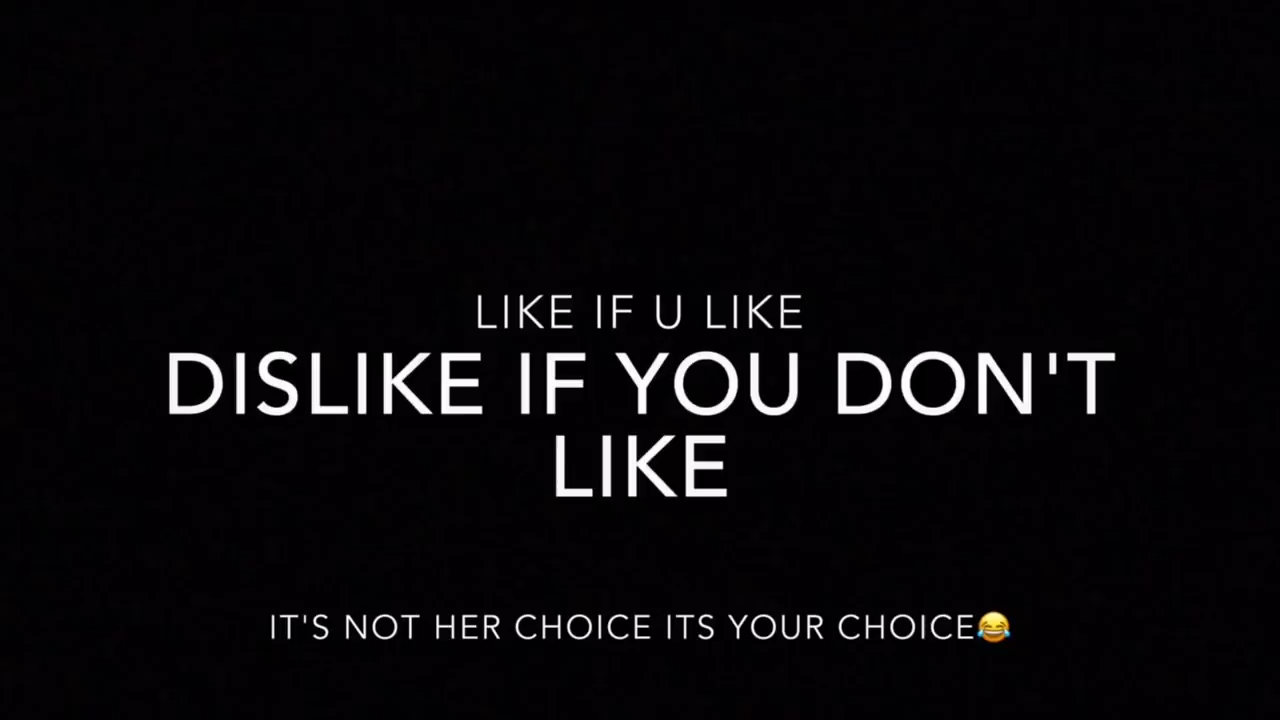 LIKE IF U LIKE
DISLIKE IF YOU DON'T
LIKE
IT'S NOT HER CHOICE ITS YOUR CHOICE😂